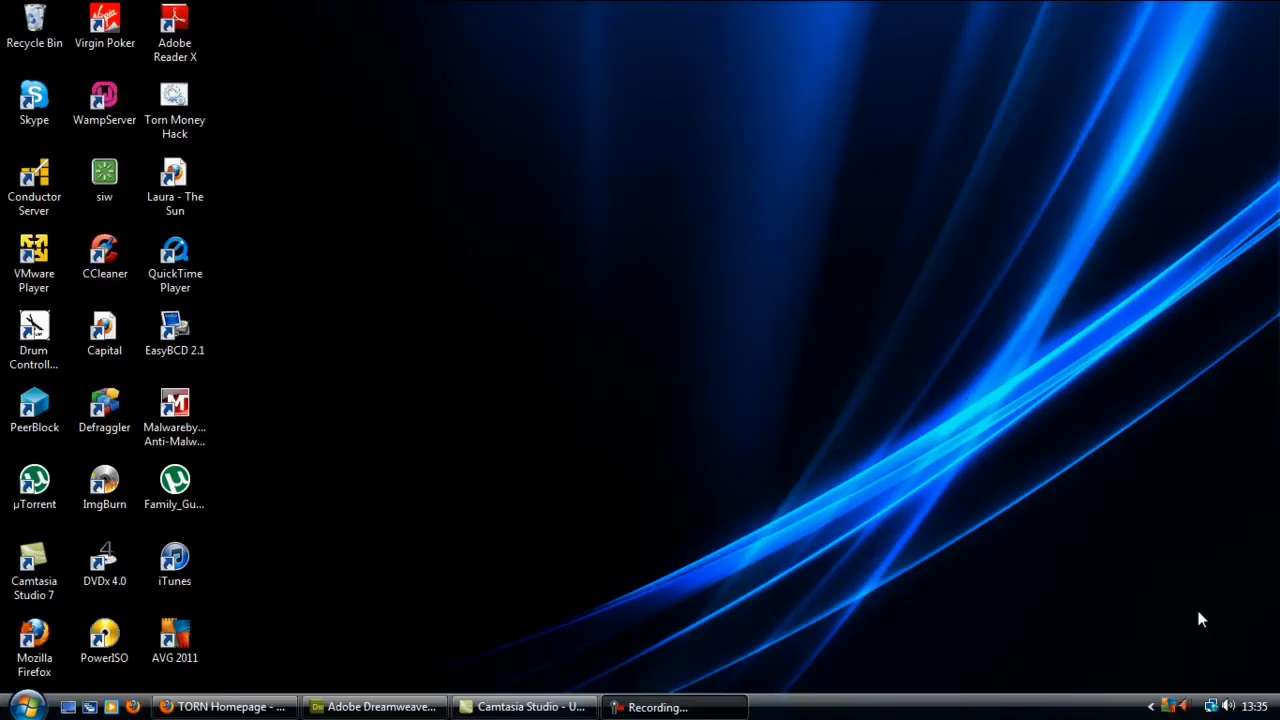 Recycle Bin
Virgin Poker
Adobe
Reader X
Skype
WampServer
Torn Money
Hack
Conductor
Server
siw
Laura - The
Sun
VMware
Player
CCleaner
QuickTime
Player
Drum
Controll...
Capital
EasyBCD 2.1
PeerBlock
Defraggler
Malwareby...
Anti-Malw...
µTorrent
ImgBurn
Family_Gu...
Camtasia
Studio 7
4
DVDx 4.0
iTunes
Mozilla
Firefox
PowerISO
AVG 2011
TORN Homepage - ...
Dw
Adobe Dreamweave...
Camtasia Studio - U...
Recording...
13:35